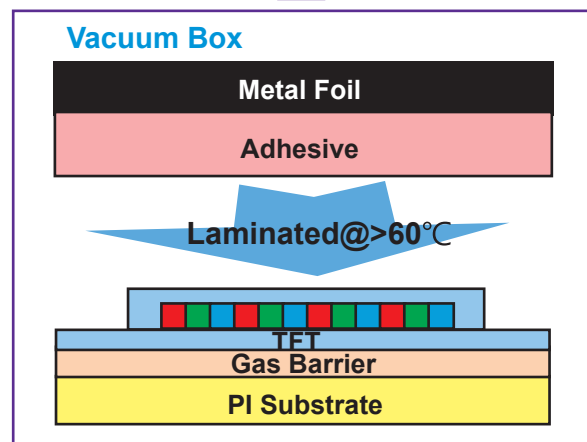 Vacuum Box
Metal Foil
Adhesive
Laminated@>60℃
TFT
Gas Barrier
PI Substrate